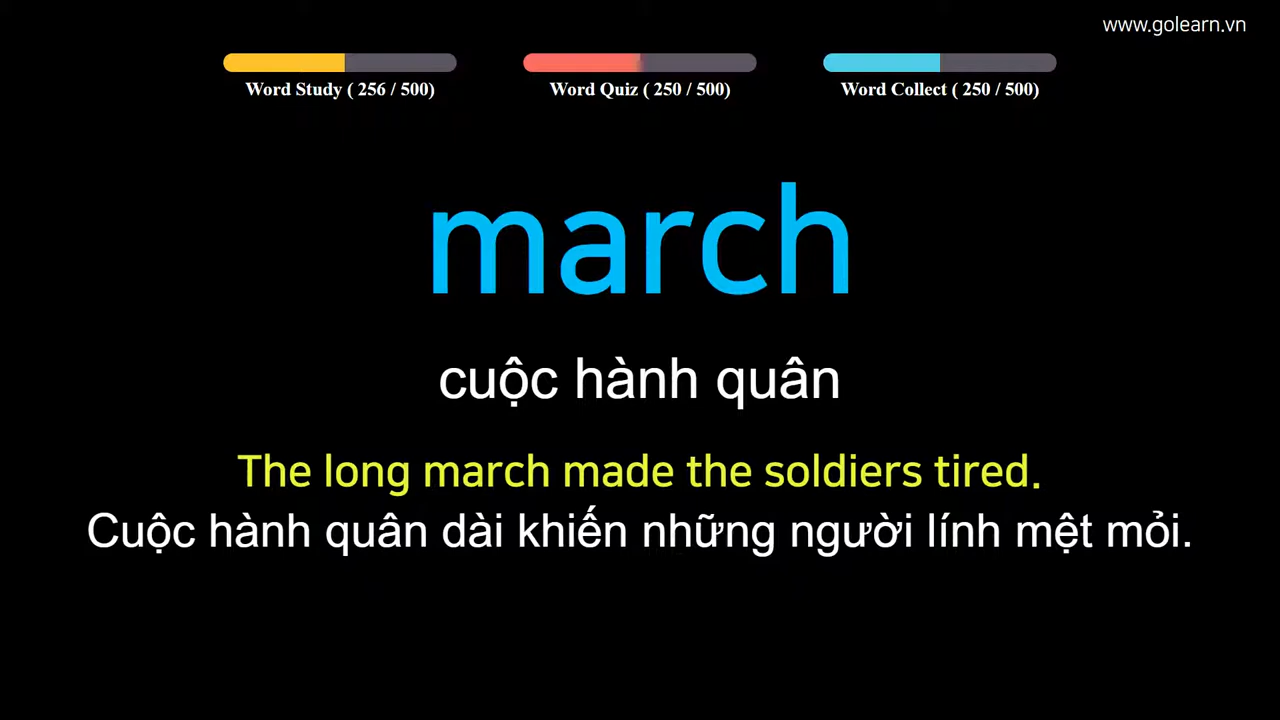 www.golearn.vn
Word Study ( 256 / 500)
Word Quiz ( 250 / 500)
Word Collect ( 250 / 500)
march
cuộc hành quân
The long march made the soldiers tired.
Cuộc hành quân dài khiến những người lính mệt mỏi.